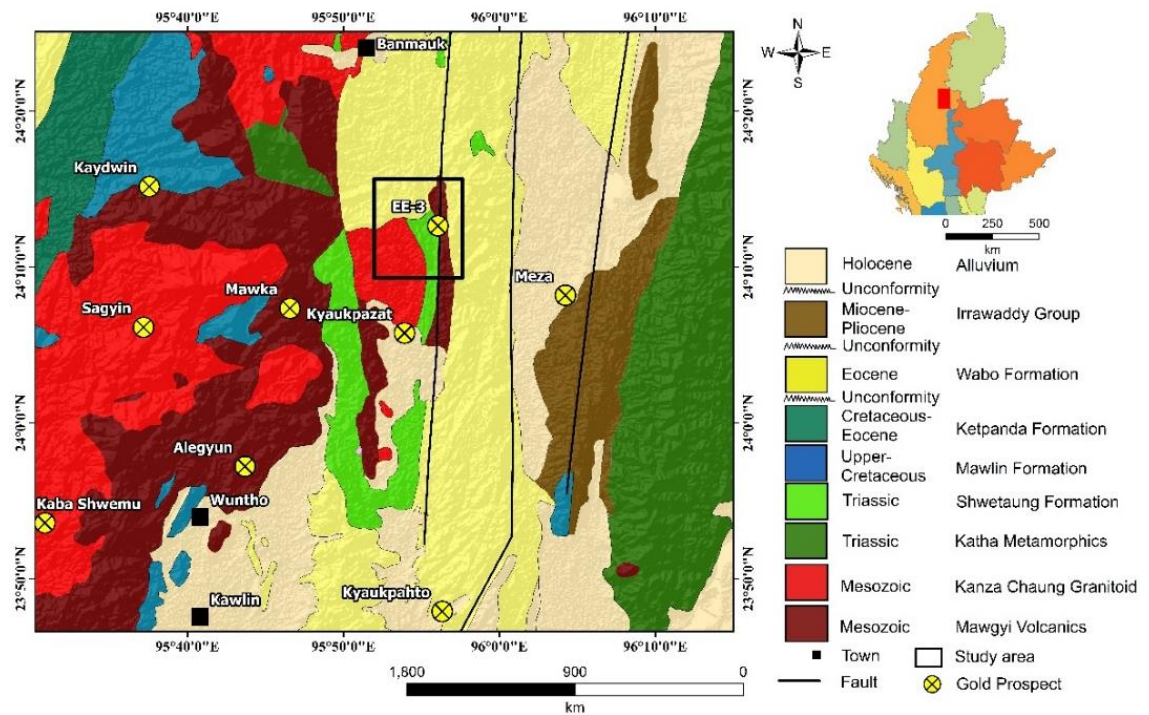 95°40'0"E 95°50'0"E 96°0'0"E 96°10'0"E
24°20'0"N 24°20'0"N
24°10'0"N 24°10'0"N
24°0'0"N 24°0'0"N
23°50'0"N 23°50'0"N
95°40'0"E 95°50'0"E 96°0'0"E 96°10'0"E
Banmauk
Kaydwin
EE-3
Meza
Mawka
Sagyin
Kyaukpazat
Alegyun
Wuntho
Kaba Shwemu
Kyaukpahto
Kawlin
1,800 900 0
km
N
W E
S
0 250 500
km
Holocene Alluvium
Unconformity
Miocene-
Pliocene Irrawaddy Group
Unconformity
Eocene Wabo Formation
Unconformity
Cretaceous-
Eocene Ketpanda Formation
Upper-
Cretaceous Mawlin Formation
Triassic Shwetaung Formation
Triassic Katha Metamorphics
Mesozoic Kanza Chaung Granitoid
Mesozoic Mawgyi Volcanics
Town Study area
Fault Gold Prospect